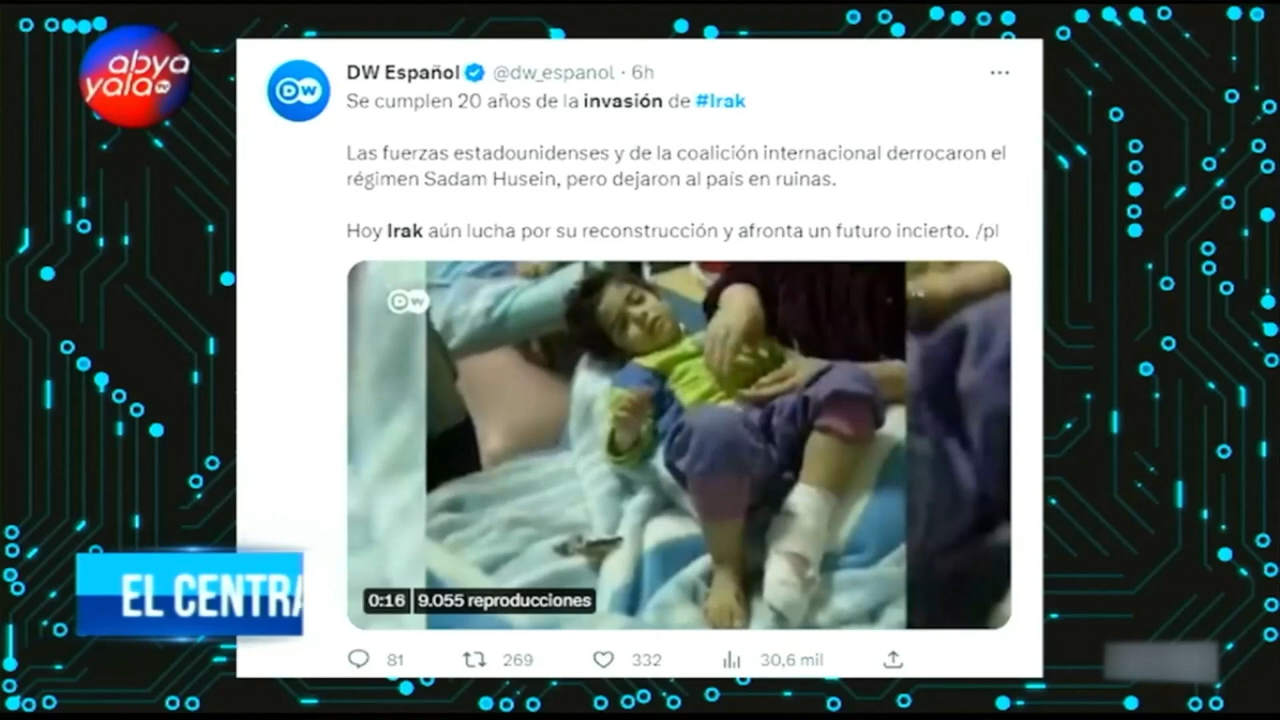 abya
yala tv
DW
DW Español @dw_espanol · 6h
Se cumplen 20 años de la invasión de #Irak
Las fuerzas estadounidenses y de la coalición internacional derrocaron el
régimen Sadam Husein, pero dejaron al país en ruinas.
Hoy Irak aún lucha por su reconstrucción y afronta un futuro incierto. /pl
DW
0:16 9.055 reproducciones
EL CENTRA
81 269 332 30,6 mil